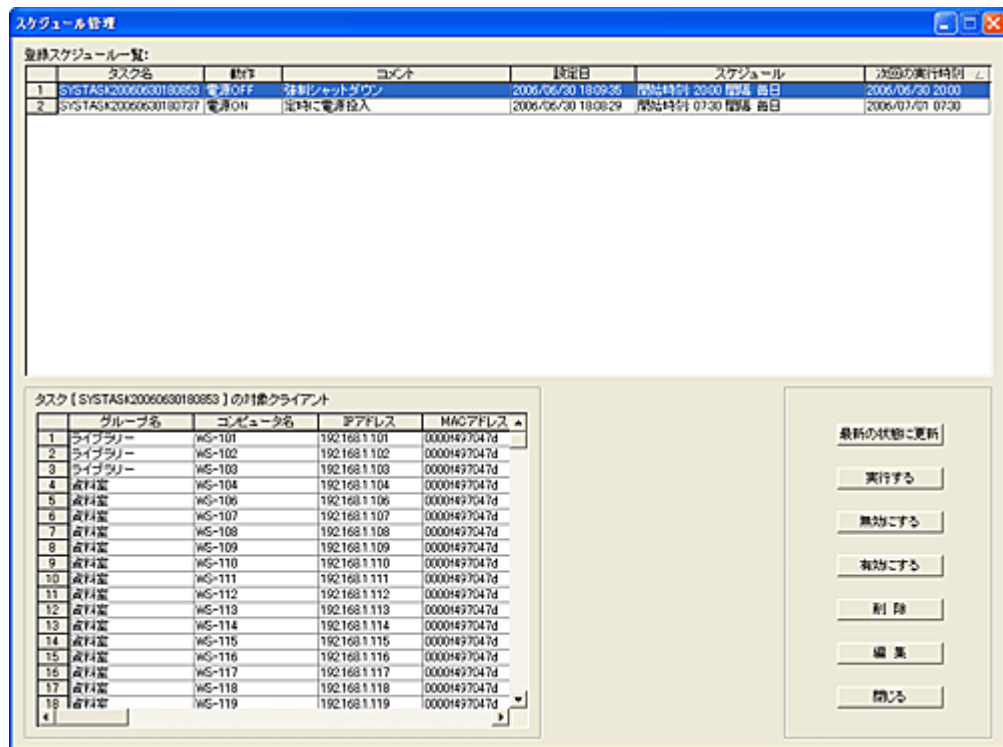 スケジュール管理
登録スケジュール一覧:
タスク名 動作 コメント 設定日 スケジュール 次回の実行時刻
1 SYSTASK20060630180853 電源OFF 強制シャットダウン 2006/06/30 18:09:35 開始時刻: 20:00 間隔: 毎日 2006/06/30 20:00
2 SYSTASK20060630180737 電源ON 定時に電源投入 2006/06/30 18:08:29 開始時刻: 07:30 間隔: 毎日 2006/07/01 07:30
タスク [ SYSTASK20060630180853 ] の対象クライアント
グループ名 コンピュータ名 IPアドレス MACアドレス
1 ライブラリー WS-101 192.168.1.101 0000f497047d
2 ライブラリー WS-102 192.168.1.102 0000f497047d
3 ライブラリー WS-103 192.168.1.103 0000f497047d
4 資料室 WS-104 192.168.1.104 0000f497047d
5 資料室 WS-106 192.168.1.106 0000f497047d
6 資料室 WS-107 192.168.1.107 0000f497047d
7 資料室 WS-108 192.168.1.108 0000f497047d
8 資料室 WS-109 192.168.1.109 0000f497047d
9 資料室 WS-110 192.168.1.110 0000f497047d
10 資料室 WS-111 192.168.1.111 0000f497047d
11 資料室 WS-112 192.168.1.112 0000f497047d
12 資料室 WS-113 192.168.1.113 0000f497047d
13 資料室 WS-114 192.168.1.114 0000f497047d
14 資料室 WS-115 192.168.1.115 0000f497047d
15 資料室 WS-116 192.168.1.116 0000f497047d
16 資料室 WS-117 192.168.1.117 0000f497047d
17 資料室 WS-118 192.168.1.118 0000f497047d
18 資料室 WS-119 192.168.1.119 0000f497047d
最新の状態に更新
実行する
無効にする
有効にする
削 除
編 集
閉じる